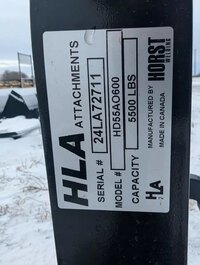 HLA
ATTACHMENTS
SERIAL # 24LA72711
MODEL # HD55AO600
CAPACITY 5500 LBS
MANUFACTURED BY HORST
WELDING
MADE IN CANADA
HLA